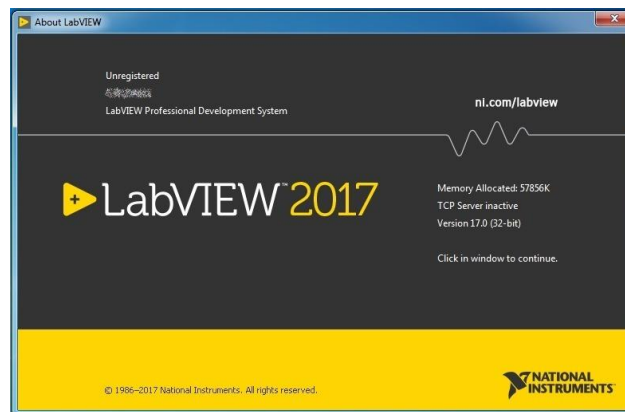 About LabVIEW
Unregistered
LabVIEW Professional Development System
ni.com/labview
LabVIEW™ 2017
Memory Allocated: 57856K
TCP Server inactive
Version 17.0 (32-bit)
Click in window to continue.
© 1986–2017 National Instruments. All rights reserved.
NATIONAL
INSTRUMENTS